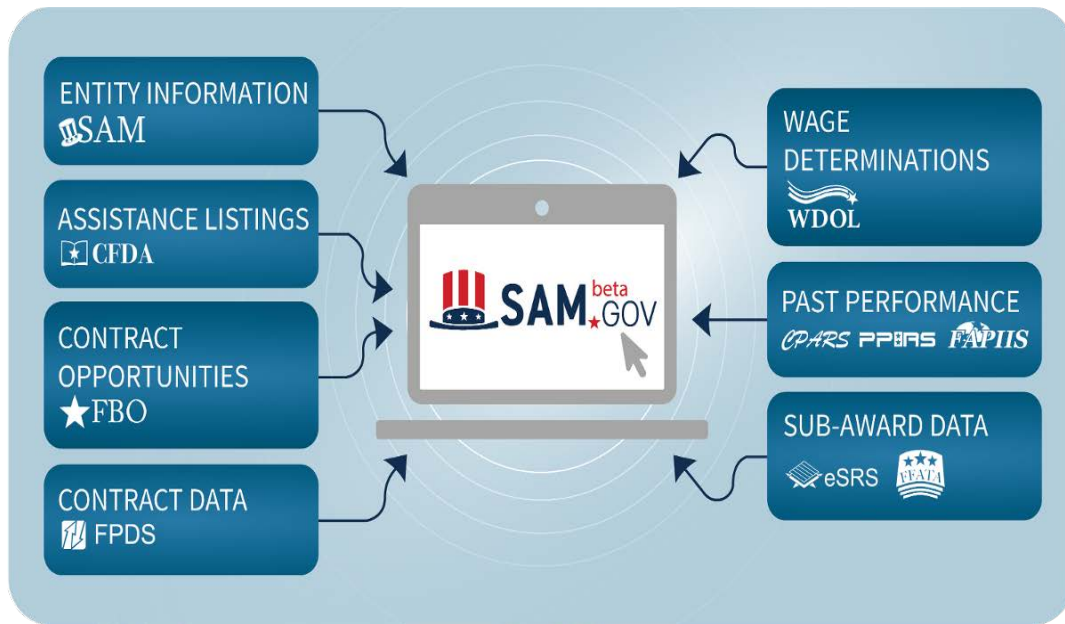 ENTITY INFORMATION
SAM
ASSISTANCE LISTINGS
CFDA
CONTRACT
OPPORTUNITIES
FBO
CONTRACT DATA
FPDS
SAM.GOV
beta
WAGE
DETERMINATIONS
WDOL
PAST PERFORMANCE
CPARS PPIRS FAPIIS
SUB-AWARD DATA
eSRS FFATA